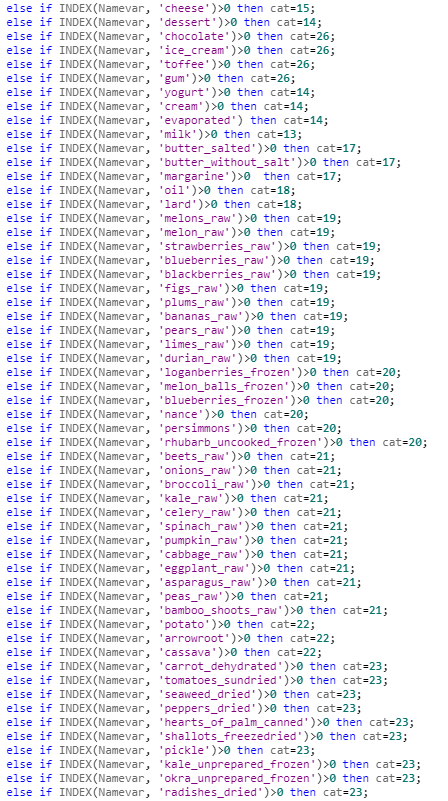 else if INDEX(Namevar, 'cheese')>0 then cat=15;
else if INDEX(Namevar, 'dessert')>0 then cat=14;
else if INDEX(Namevar, 'chocolate')>0 then cat=26;
else if INDEX(Namevar, 'ice_cream')>0 then cat=26;
else if INDEX(Namevar, 'toffee')>0 then cat=26;
else if INDEX(Namevar, 'gum')>0 then cat=26;
else if INDEX(Namevar, 'yogurt')>0 then cat=14;
else if INDEX(Namevar, 'cream')>0 then cat=14;
else if INDEX(Namevar, 'evaporated') then cat=14;
else if INDEX(Namevar, 'milk')>0 then cat=13;
else if INDEX(Namevar, 'butter_salted')>0 then cat=17;
else if INDEX(Namevar, 'butter_without_salt')>0 then cat=17;
else if INDEX(Namevar, 'margarine')>0  then cat=17;
else if INDEX(Namevar, 'oil')>0 then cat=18;
else if INDEX(Namevar, 'lard')>0 then cat=18;
else if INDEX(Namevar, 'melons_raw')>0 then cat=19;
else if INDEX(Namevar, 'melon_raw')>0 then cat=19;
else if INDEX(Namevar, 'strawberries_raw')>0 then cat=19;
else if INDEX(Namevar, 'blueberries_raw')>0 then cat=19;
else if INDEX(Namevar, 'blackberries_raw')>0 then cat=19;
else if INDEX(Namevar, 'figs_raw')>0 then cat=19;
else if INDEX(Namevar, 'plums_raw')>0 then cat=19;
else if INDEX(Namevar, 'bananas_raw')>0 then cat=19;
else if INDEX(Namevar, 'pears_raw')>0 then cat=19;
else if INDEX(Namevar, 'limes_raw')>0 then cat=19;
else if INDEX(Namevar, 'durian_raw')>0 then cat=19;
else if INDEX(Namevar, 'loganberries_frozen')>0 then cat=20;
else if INDEX(Namevar, 'melon_balls_frozen')>0 then cat=20;
else if INDEX(Namevar, 'blueberries_frozen')>0 then cat=20;
else if INDEX(Namevar, 'nance')>0 then cat=20;
else if INDEX(Namevar, 'persimmons')>0 then cat=20;
else if INDEX(Namevar, 'rhubarb_uncooked_frozen')>0 then cat=20;
else if INDEX(Namevar, 'beets_raw')>0 then cat=21;
else if INDEX(Namevar, 'onions_raw')>0 then cat=21;
else if INDEX(Namevar, 'broccoli_raw')>0 then cat=21;
else if INDEX(Namevar, 'kale_raw')>0 then cat=21;
else if INDEX(Namevar, 'celery_raw')>0 then cat=21;
else if INDEX(Namevar, 'spinach_raw')>0 then cat=21;
else if INDEX(Namevar, 'pumpkin_raw')>0 then cat=21;
else if INDEX(Namevar, 'cabbage_raw')>0 then cat=21;
else if INDEX(Namevar, 'eggplant_raw')>0 then cat=21;
else if INDEX(Namevar, 'asparagus_raw')>0 then cat=21;
else if INDEX(Namevar, 'peas_raw')>0 then cat=21;
else if INDEX(Namevar, 'bamboo_shoots_raw')>0 then cat=21;
else if INDEX(Namevar, 'potato')>0 then cat=22;
else if INDEX(Namevar, 'arrowroot')>0 then cat=22;
else if INDEX(Namevar, 'cassava')>0 then cat=22;
else if INDEX(Namevar, 'carrot_dehydrated')>0 then cat=23;
else if INDEX(Namevar, 'tomatoes_sundried')>0 then cat=23;
else if INDEX(Namevar, 'seaweed_dried')>0 then cat=23;
else if INDEX(Namevar, 'peppers_dried')>0 then cat=23;
else if INDEX(Namevar, 'hearts_of_palm_canned')>0 then cat=23;
else if INDEX(Namevar, 'shallots_freezedried')>0 then cat=23;
else if INDEX(Namevar, 'pickle')>0 then cat=23;
else if INDEX(Namevar, 'kale_unprepared_frozen')>0 then cat=23;
else if INDEX(Namevar, 'okra_unprepared_frozen')>0 then cat=23;
else if INDEX(Namevar, 'radishes_dried')>0 then cat=23;